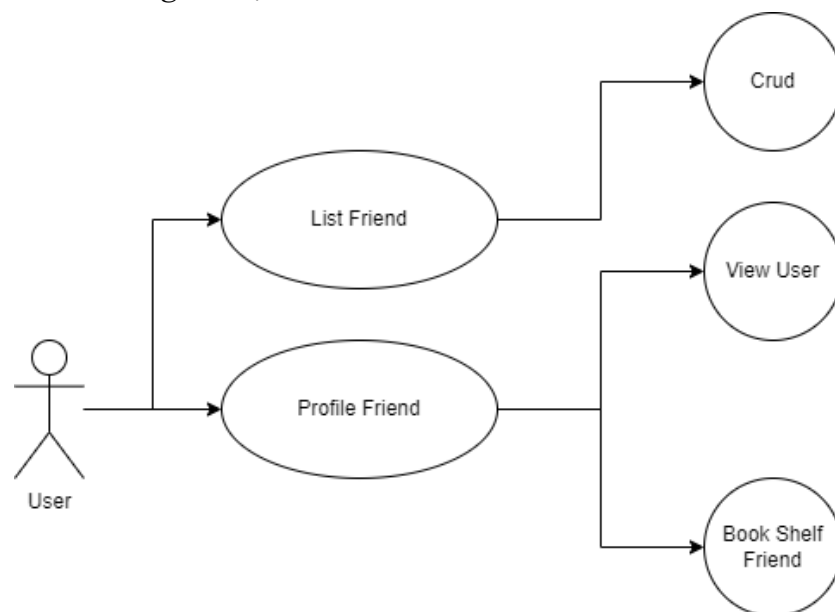 Crud
List Friend
View User
Profile Friend
User
Book Shelf
Friend